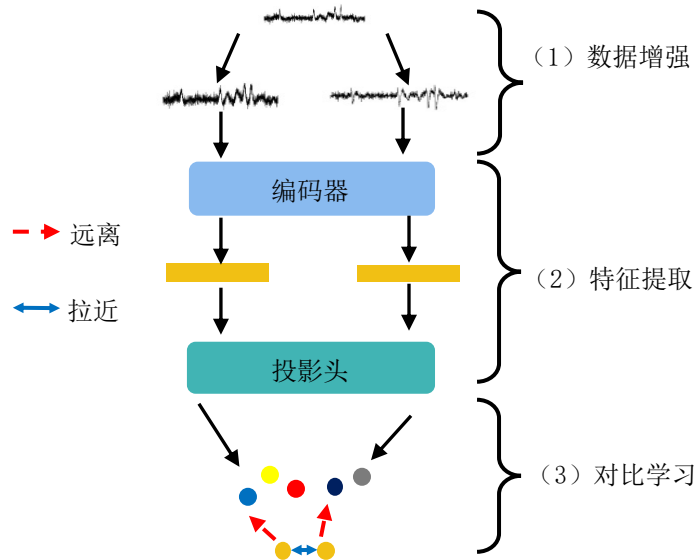 （1）数据增强
编码器
远离
（2）特征提取
拉近
投影头
（3）对比学习